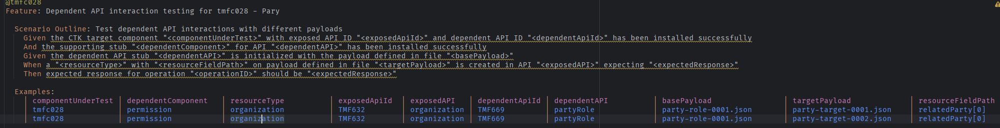 @tmfc028
Feature: Dependent API interaction testing for tmfc028 - Pary
Scenario Outline: Test dependent API interactions with different payloads
Given the CTK target component "<componentUnderTest>" with exposed API ID "<exposedApiId>" and dependent API ID "<dependentApiId>" has been installed successfully
And the supporting stub "<dependentComponent>" for API "<dependentAPI>" has been installed successfully
Given the dependent API stub "<dependentAPI>" is initialized with the payload defined in file "<basePayload>"
When a "<resourceType>" with "<resourceFieldPath>" on payload defined in file "<targetPayload>" is created in API "<exposedAPI>" expecting "<expectedResponse>"
Then expected response for operation "<operationID>" should be "<expectedResponse>"
Examples:
| componentUnderTest | dependentComponent | resourceType | exposedApiId | exposedAPI | dependentApiId | dependentAPI | basePayload | targetPayload | resourceFieldPath
| tmfc028 | permission | organization | TMF632 | organization | TMF669 | partyRole | party-role-0001.json | party-target-0001.json | relatedParty[0]
| tmfc028 | permission | organization | TMF632 | organization | TMF669 | partyRole | party-role-0001.json | party-target-0002.json | relatedParty[0]